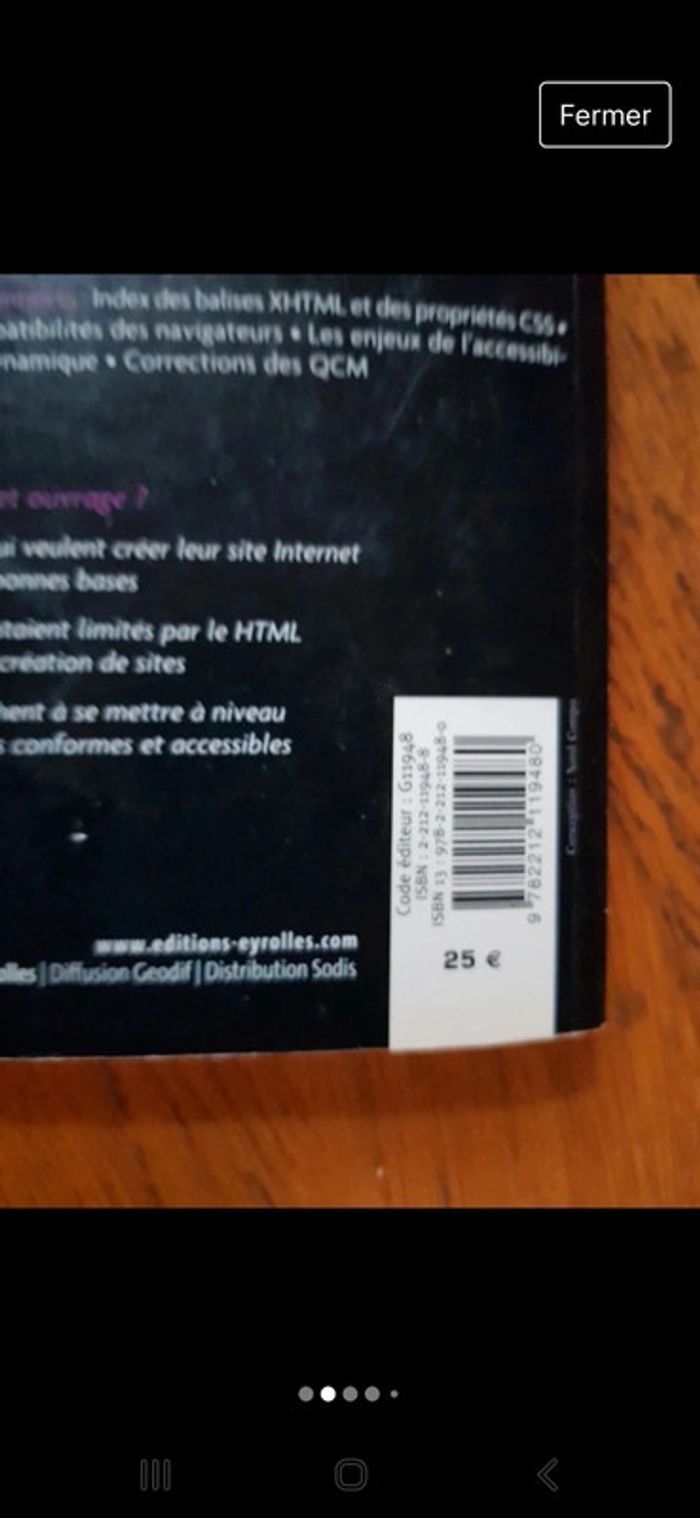 Fermer
Index des balises XHTML et des propriétés CSS •
patibilités des navigateurs • Les enjeux de l'accessibi-
namique • Corrections des QCM
et ouvrage ?
ui veulent créer leur site Internet
bonnes bases
taient limités par le HTML
création de sites
hent à se mettre à niveau
s conformes et accessibles
www.editions-eyrolles.com
olles | Diffusion Geodif | Distribution Sodis
Code éditeur : G11948
ISBN : 2-212-11948-8
ISBN 13 : 978-2-212-11948-0
9 782212 119480
25 €